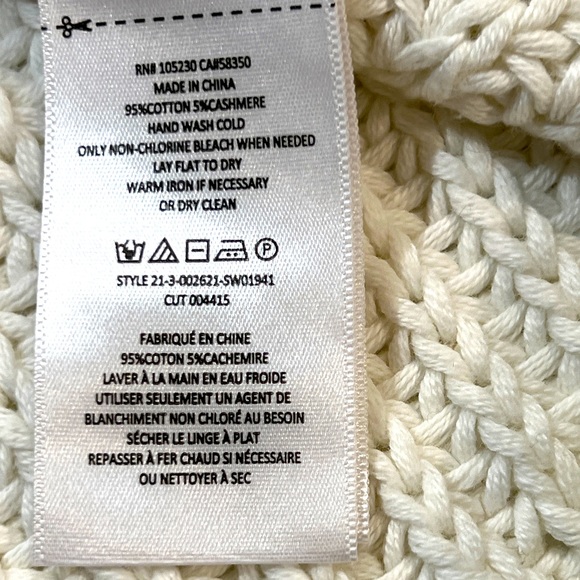 RN# 105230 CA#58350
MADE IN CHINA
95%COTTON 5%CASHMERE
HAND WASH COLD
ONLY NON-CHLORINE BLEACH WHEN NEEDED
LAY FLAT TO DRY
WARM IRON IF NECESSARY
OR DRY CLEAN
P
STYLE 21-3-002621-SW01941
CUT 004415
FABRIQUÉ EN CHINE
95%COTON 5%CACHEMIRE
LAVER À LA MAIN EN EAU FROIDE
UTILISER SEULEMENT UN AGENT DE
BLANCHIMENT NON CHLORÉ AU BESOIN
SÉCHER LE LINGE À PLAT
REPASSER À FER CHAUD SI NÉCESSAIRE
OU NETTOYER À SEC